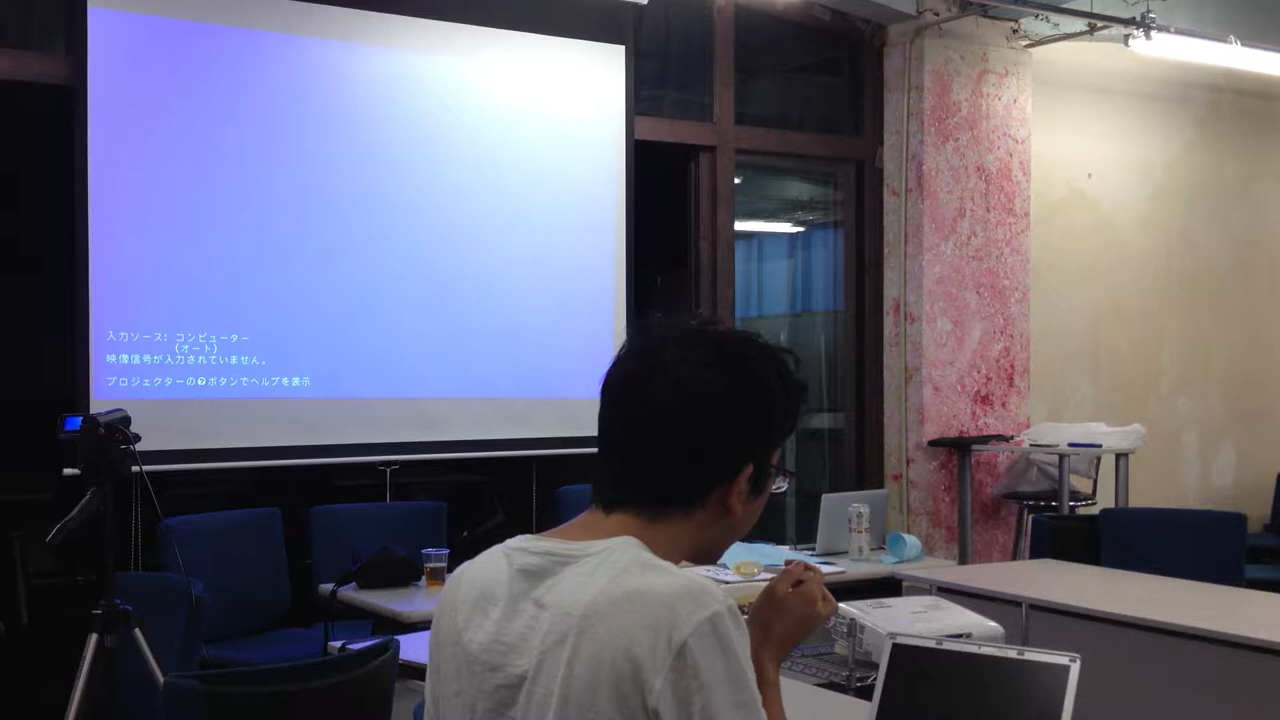 入力ソース: コンピューター
(オート)
映像信号が入力されていません。
プロジェクターの?ボタンでヘルプを表示